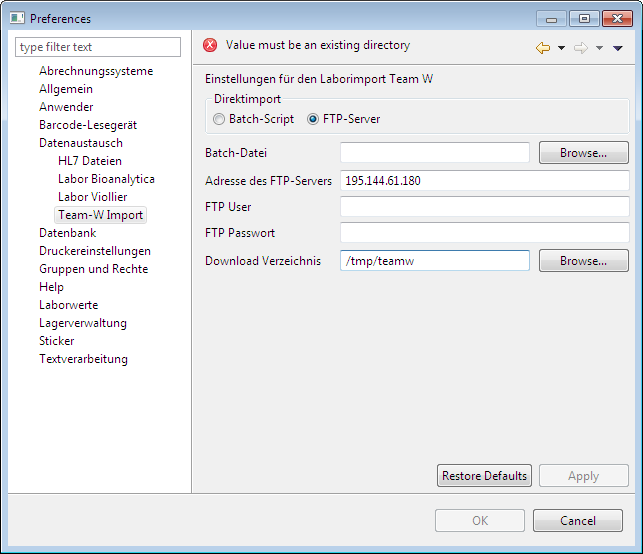 Preferences
type filter text
Abrechnungssysteme
Allgemein
Anwender
Barcode-Lesegerät
Datenaustausch
HL7 Dateien
Labor Bioanalytica
Labor Viollier
Team-W Import
Datenbank
Druckereinstellungen
Gruppen und Rechte
Help
Laborwerte
Lagerverwaltung
Sticker
Textverarbeitung
Value must be an existing directory
Einstellungen für den Laborimport Team W
Direktimport
Batch-Script FTP-Server
Batch-Datei Browse...
Adresse des FTP-Servers 195.144.61.180
FTP User
FTP Passwort
Download Verzeichnis /tmp/teamw Browse...
Restore Defaults Apply
OK Cancel